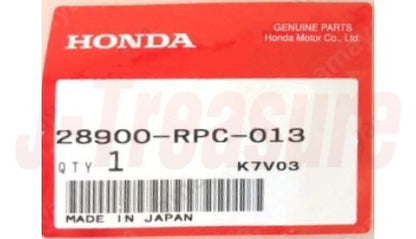 HONDA
GENUINE PARTS
Honda Motor Co., Ltd.
28900-RPC-013
QTY 1 K7V03
MADE IN JAPAN
J-Treasure